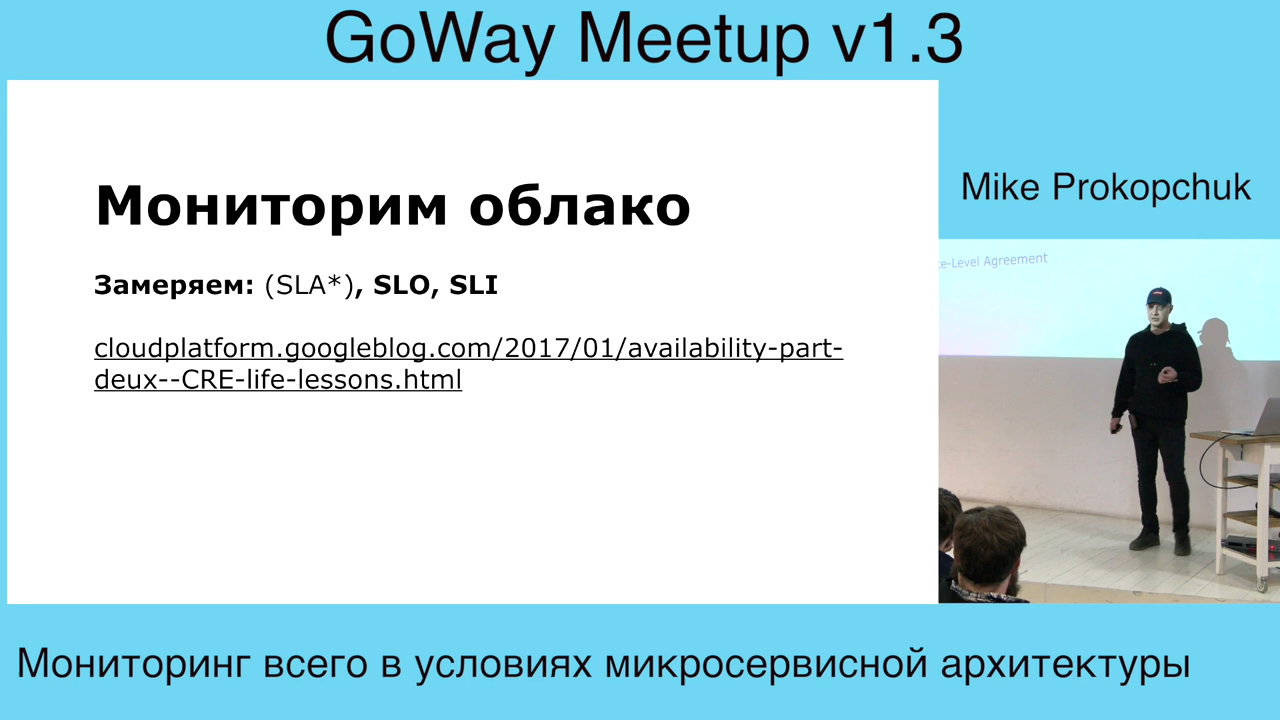 GoWay Meetup v1.3
Мониторим облако
Замеряем: (SLA*), SLO, SLI
cloudplatform.googleblog.com/2017/01/availability-part-
deux--CRE-life-lessons.html
Mike Prokopchuk
-Level Agreement
Мониторинг всего в условиях микросервисной архитектуры